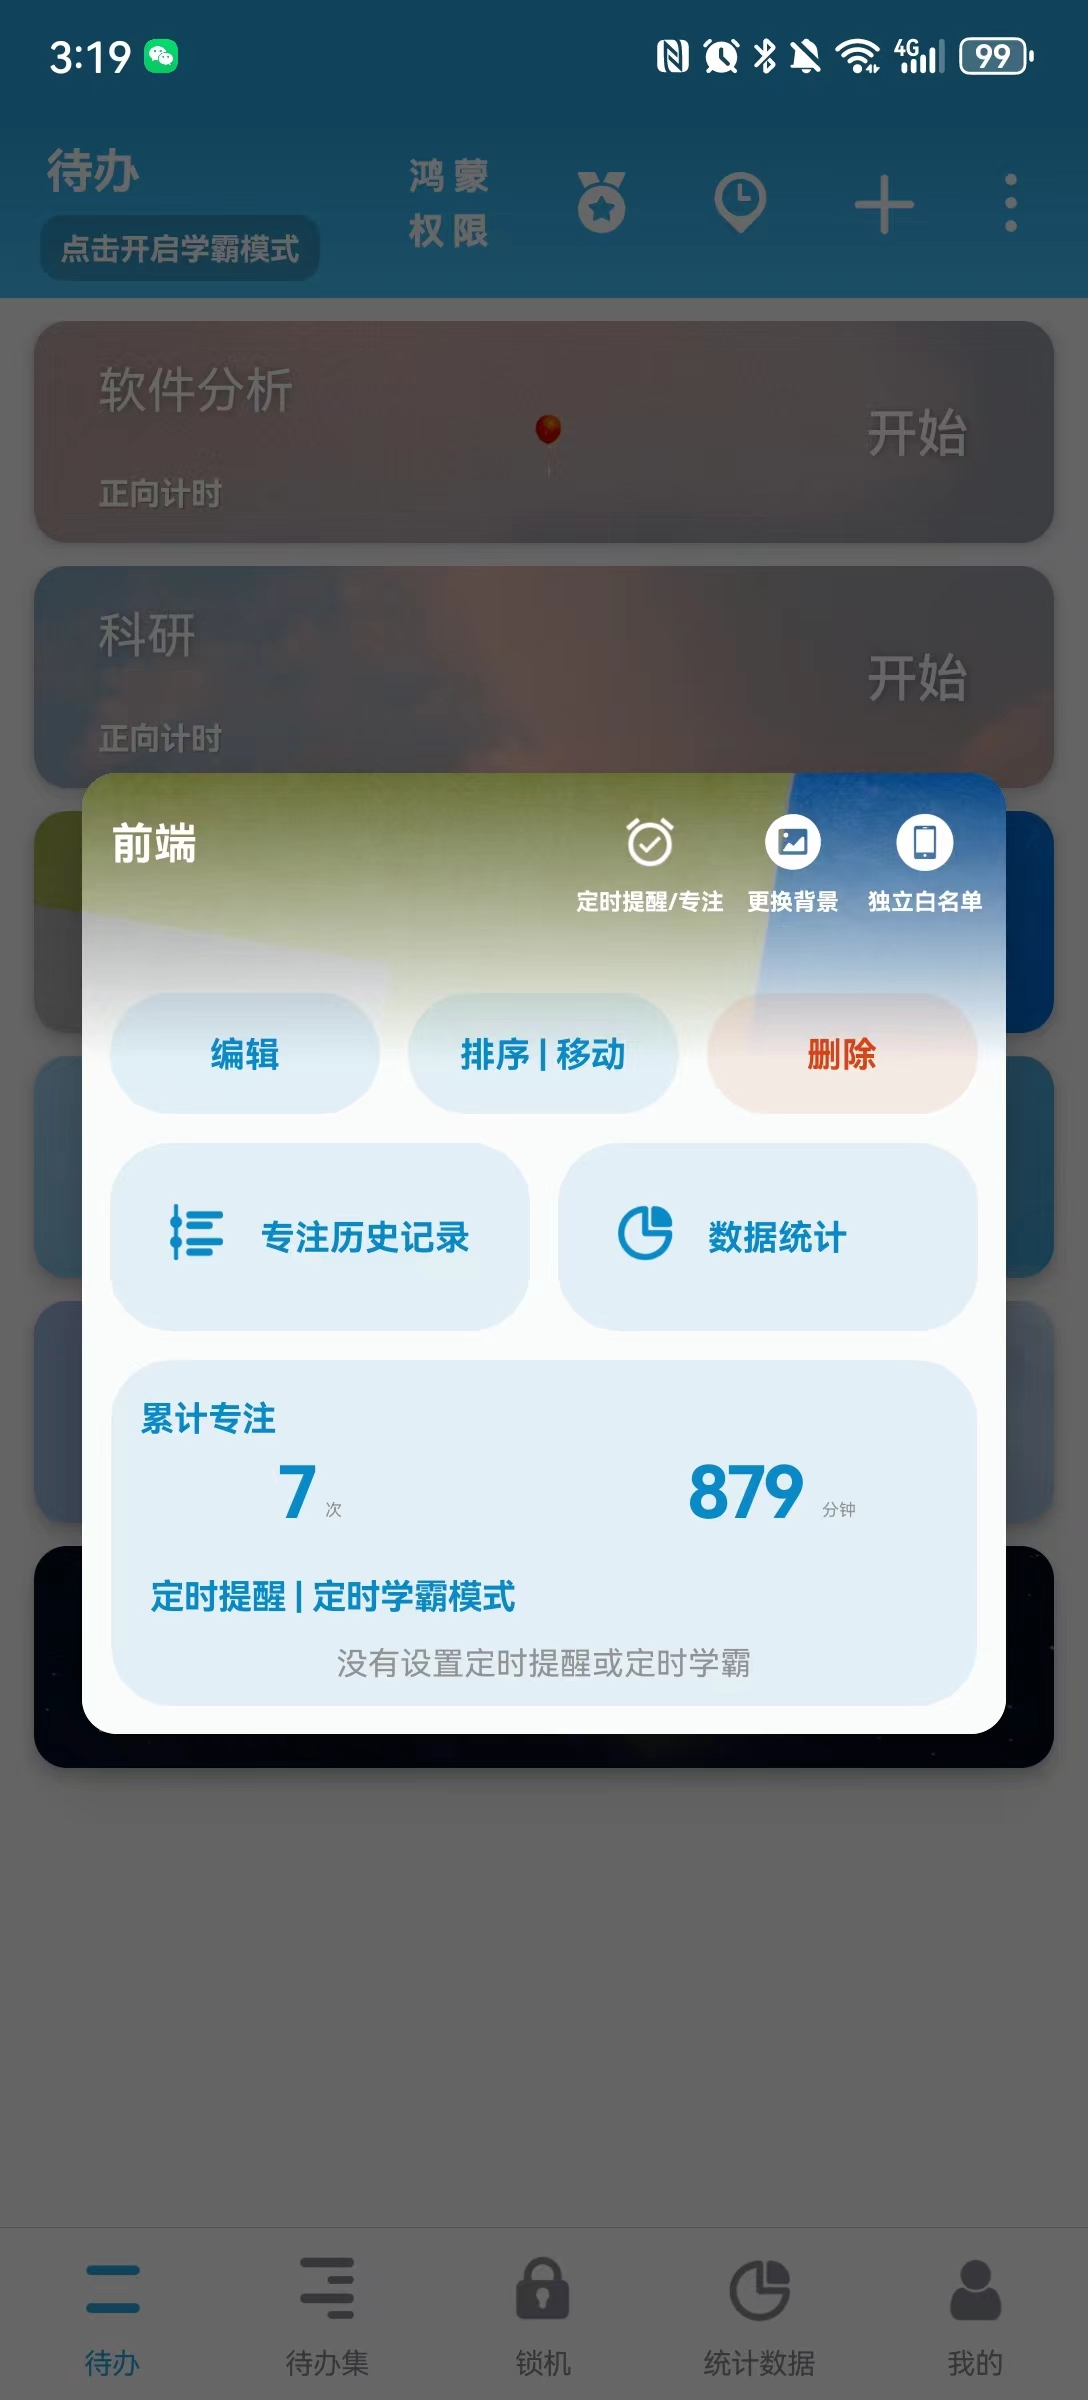 3:19
4G
99
待办
点击开启学霸模式
鸿蒙
权限
软件分析
正向计时
开始
科研
正向计时
开始
前端
定时提醒/专注
更换背景
独立白名单
编辑
排序 | 移动
删除
专注历史记录
数据统计
累计专注
7 次
879 分钟
定时提醒 | 定时学霸模式
没有设置定时提醒或定时学霸
待办
待办集
锁机
统计数据
我的